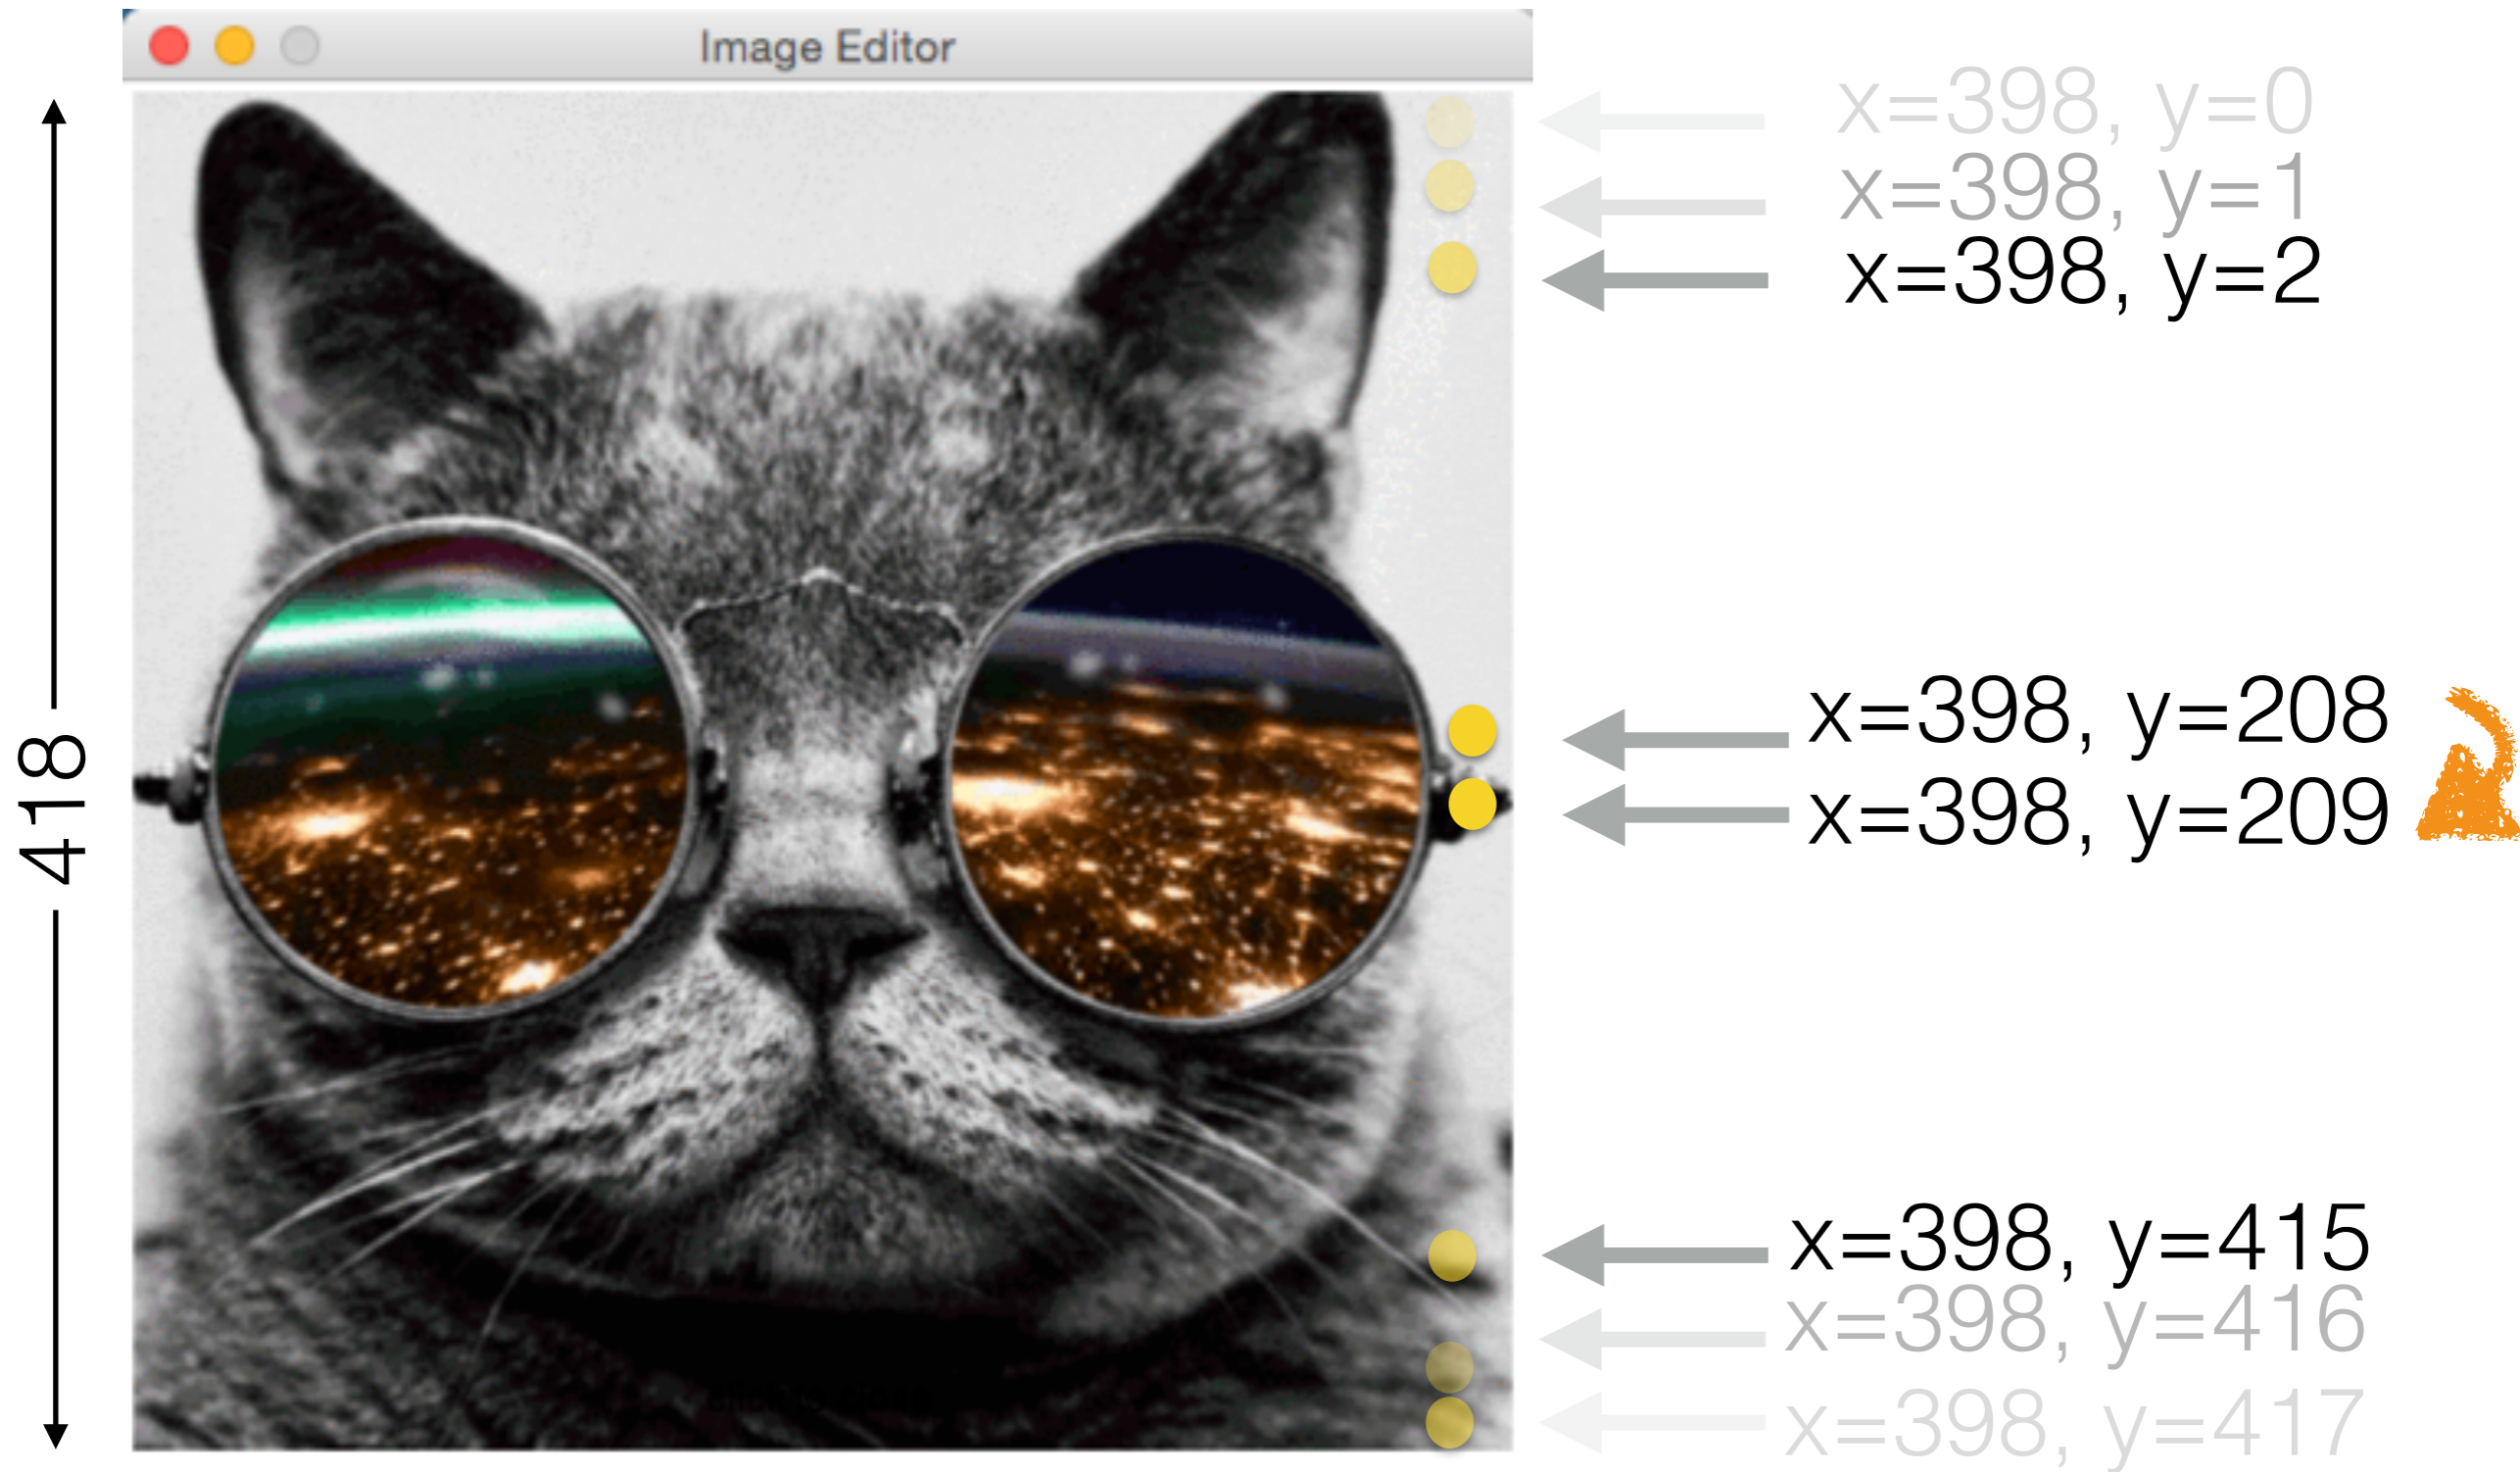 Image Editor
x=398, y=0
x=398, y=1
x=398, y=2
418
x=398, y=208
x=398, y=209
x=398, y=415
x=398, y=416
x=398, y=417